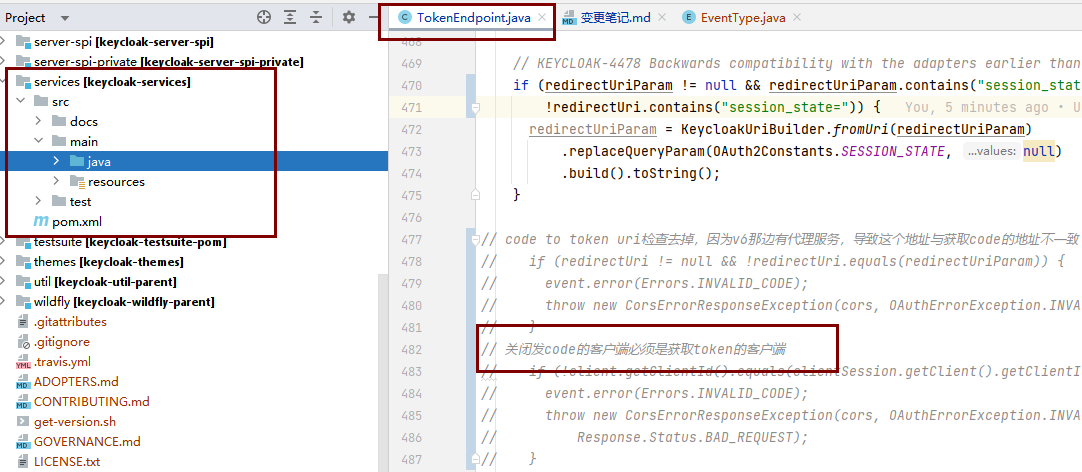 Project
server-spi [keycloak-server-spi]
server-spi-private [keycloak-server-spi-private]
services [keycloak-services]
src
docs
main
java
resources
test
pom.xml
testsuite [keycloak-testsuite-pom]
themes [keycloak-themes]
util [keycloak-util-parent]
wildfly [keycloak-wildfly-parent]
.gitattributes
.gitignore
.travis.yml
ADOPTERS.md
CONTRIBUTING.md
get-version.sh
GOVERNANCE.md
LICENSE.txt
TokenEndpoint.java 变更笔记.md EventType.java
468
469 // KEYCLOAK-4478 Backwards compatibility with the adapters earlier than
470 if (redirectUriParam != null && redirectUriParam.contains("session_stat
471 !redirectUri.contains("session_state=")) { You, 5 minutes ago • U
472 redirectUriParam = KeycloakUriBuilder.fromUri(redirectUriParam)
473 .replaceQueryParam(OAuth2Constants.SESSION_STATE, ...values: null)
474 .build().toString();
475 }
476
477 // code to token uri检查去掉，因为v6那边有代理服务，导致这个地址与获取code的地址不一致
478 // if (redirectUri != null && !redirectUri.equals(redirectUriParam)) {
479 // event.error(Errors.INVALID_CODE);
480 // throw new CorsErrorResponseException(cors, OAuthErrorException.INVA
481 // }
482 // 关闭发code的客户端必须是获取token的客户端
483 // if (!client.getClientId().equals(clientSession.getClient().getClientI
484 // event.error(Errors.INVALID_CODE);
485 // throw new CorsErrorResponseException(cors, OAuthErrorException.INVA
486 // Response.Status.BAD_REQUEST);
487 // }